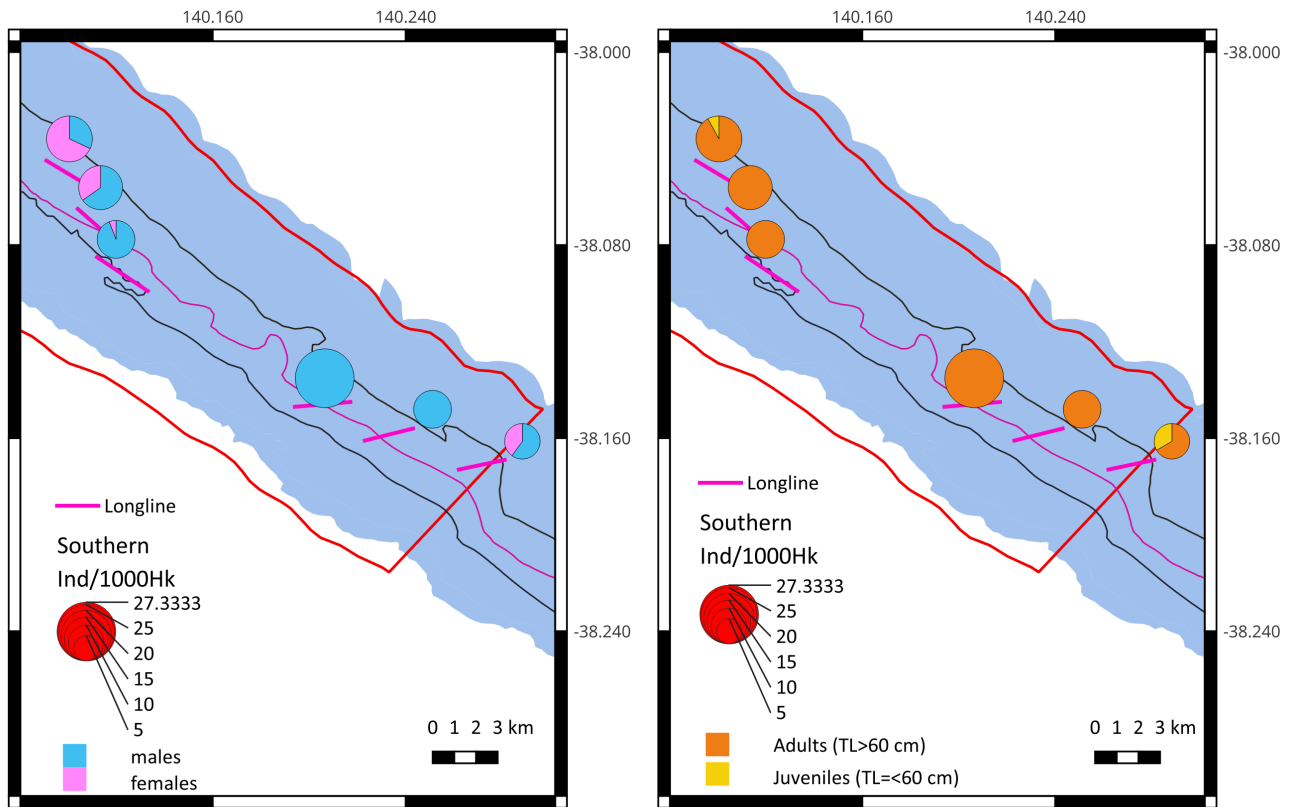 140.160 140.240
-38.000
-38.080
-38.160
-38.240
Longline
Southern
Ind/1000Hk
27.3333
25
20
15
10
5
males
females
0 1 2 3 km
140.160 140.240
-38.000
-38.080
-38.160
-38.240
Longline
Southern
Ind/1000Hk
27.3333
25
20
15
10
5
Adults (TL>60 cm)
Juveniles (TL=<60 cm)
0 1 2 3 km